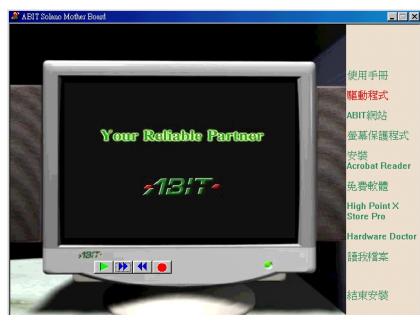 ABIT Solano Mother Board
使用手冊
驅動程式
ABIT網站
螢幕保護程式
安裝
Acrobat Reader
免費軟體
High Point X
Store Pro
Hardware Doctor
讀我檔案
結束安裝
Your Reliable Partner
ABIT
ABIT